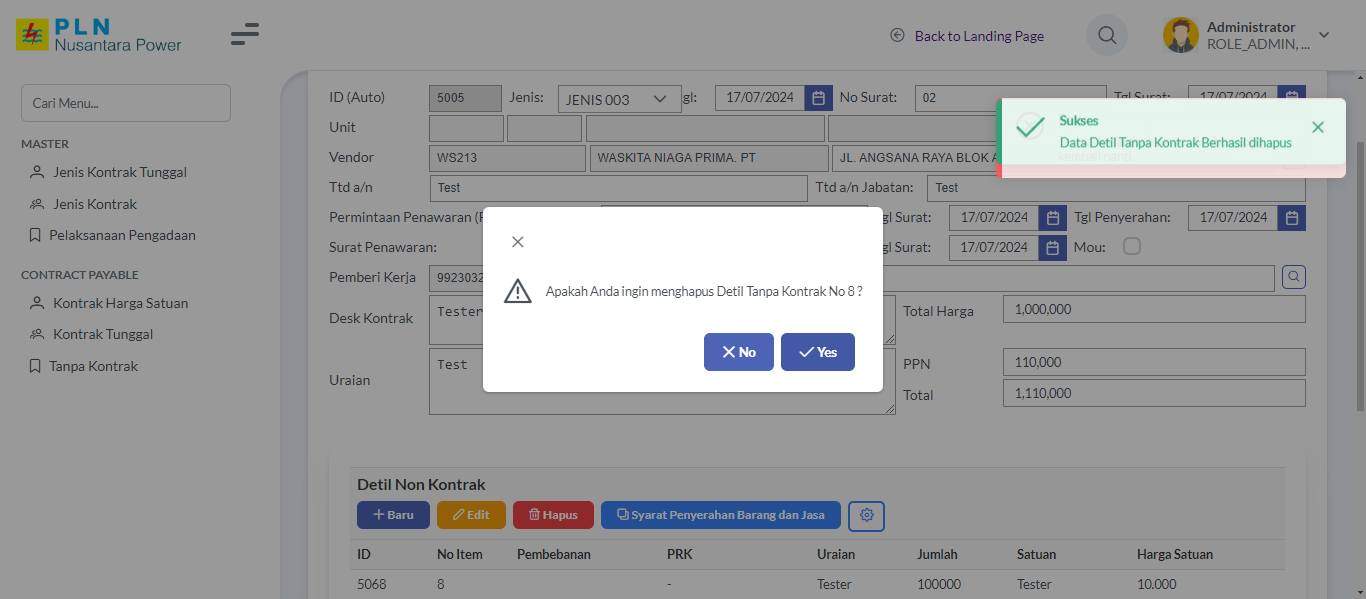 PLN
Nusantara Power
Back to Landing Page
Administrator
ROLE_ADMIN, ...
Cari Menu...
MASTER
Jenis Kontrak Tunggal
Jenis Kontrak
Pelaksanaan Pengadaan
CONTRACT PAYABLE
Kontrak Harga Satuan
Kontrak Tunggal
Tanpa Kontrak
ID (Auto) 5005 Jenis: JENIS 003 gl: 17/07/2024 No Surat: 02 Tgl Surat: 17/07/2024
Unit
Vendor WS213 WASKITA NIAGA PRIMA. PT JL. ANGSANA RAYA BLOK A
Ttd a/n Test Ttd a/n Jabatan: Test
Permintaan Penawaran gl Surat: 17/07/2024 Tgl Penyerahan: 17/07/2024
Surat Penawaran: gl Surat: 17/07/2024 Mou:
Pemberi Kerja 9923032
Desk Kontrak Tester Total Harga 1,000,000
Uraian Test PPN 110,000
Total 1,110,000
Sukses
Data Detil Tanpa Kontrak Berhasil dihapus
kembali nanti.
Apakah Anda ingin menghapus Detil Tanpa Kontrak No 8 ?
No Yes
Detil Non Kontrak
Baru Edit Hapus Syarat Penyerahan Barang dan Jasa
ID No Item Pembebanan PRK Uraian Jumlah Satuan Harga Satuan
5068 8 - Tester 100000 Tester 10.000